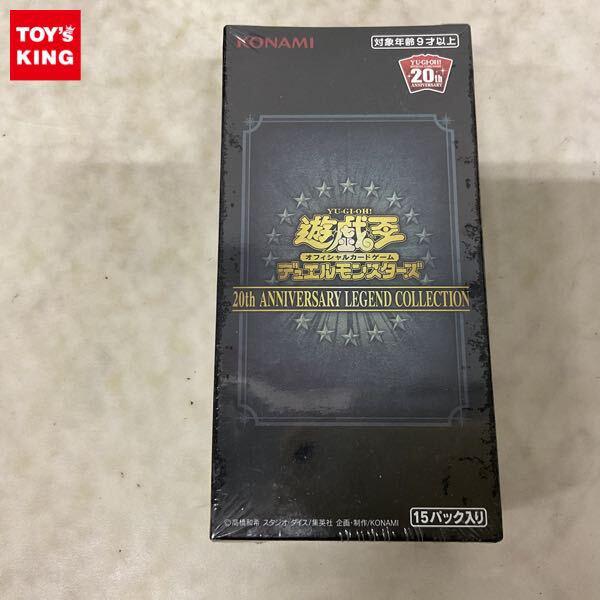 TOY'S
KING
KONAMI
対象年齢9才以上
YU-GI-OH!
20th
ANNIVERSARY
YU-GI-OH!
遊戯王
オフィシャルカードゲーム
デュエルモンスターズ
20th ANNIVERSARY LEGEND COLLECTION
©高橋和希 スタジオ・ダイス/集英社 企画・制作/KONAMI
15パック入り